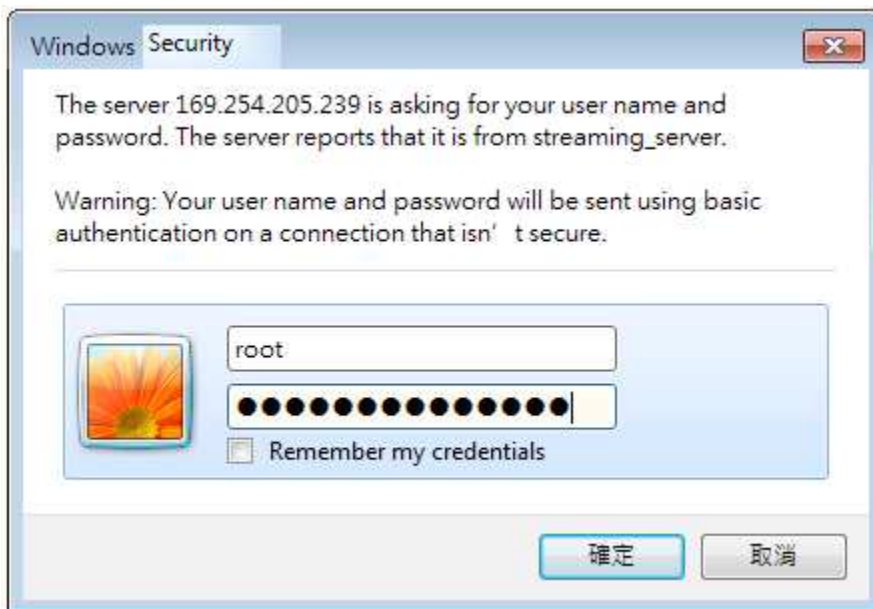 Windows Security
The server 169.254.205.239 is asking for your user name and
password. The server reports that it is from streaming_server.
Warning: Your user name and password will be sent using basic
authentication on a connection that isn’ t secure.
root
●●●●●●●●●●●●●●
Remember my credentials
確定
取消